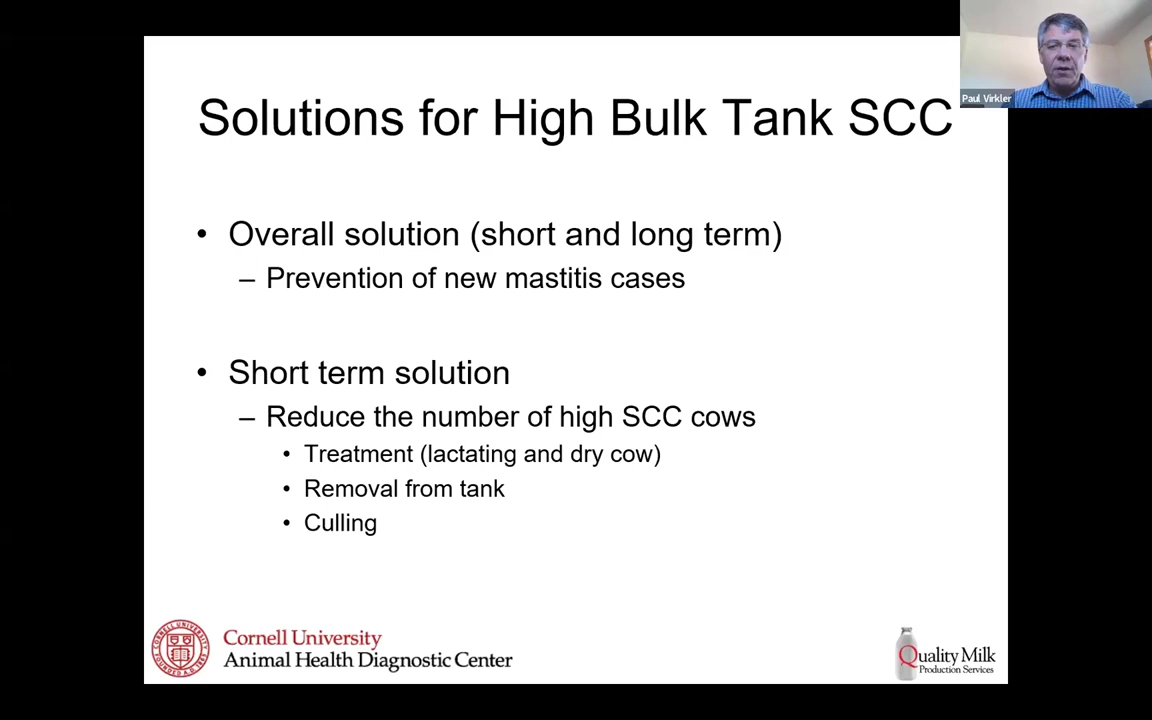 Paul Virkler
Solutions for High Bulk Tank SCC
• Overall solution (short and long term)
– Prevention of new mastitis cases
• Short term solution
– Reduce the number of high SCC cows
• Treatment (lactating and dry cow)
• Removal from tank
• Culling
Cornell University
Animal Health Diagnostic Center
Quality Milk
Production Services